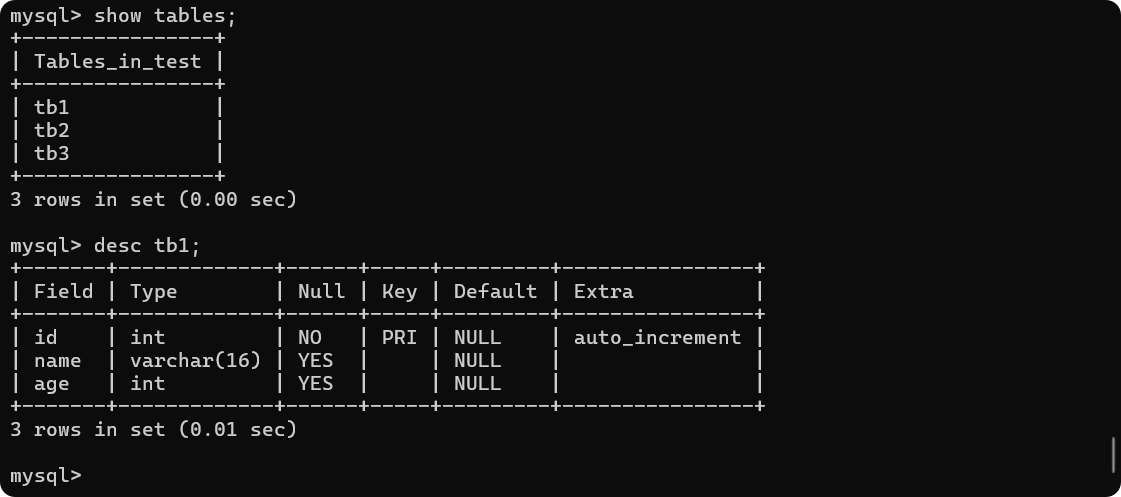 mysql> show tables;
+----------------+
| Tables_in_test |
+----------------+
| tb1            |
| tb2            |
| tb3            |
+----------------+
3 rows in set (0.00 sec)
mysql> desc tb1;
+-------+-------------+------+-----+---------+----------------+
| Field | Type        | Null | Key | Default | Extra          |
+-------+-------------+------+-----+---------+----------------+
| id    | int         | NO   | PRI | NULL    | auto_increment |
| name  | varchar(16) | YES  |     | NULL    |                |
| age   | int         | YES  |     | NULL    |                |
+-------+-------------+------+-----+---------+----------------+
3 rows in set (0.01 sec)
mysql>